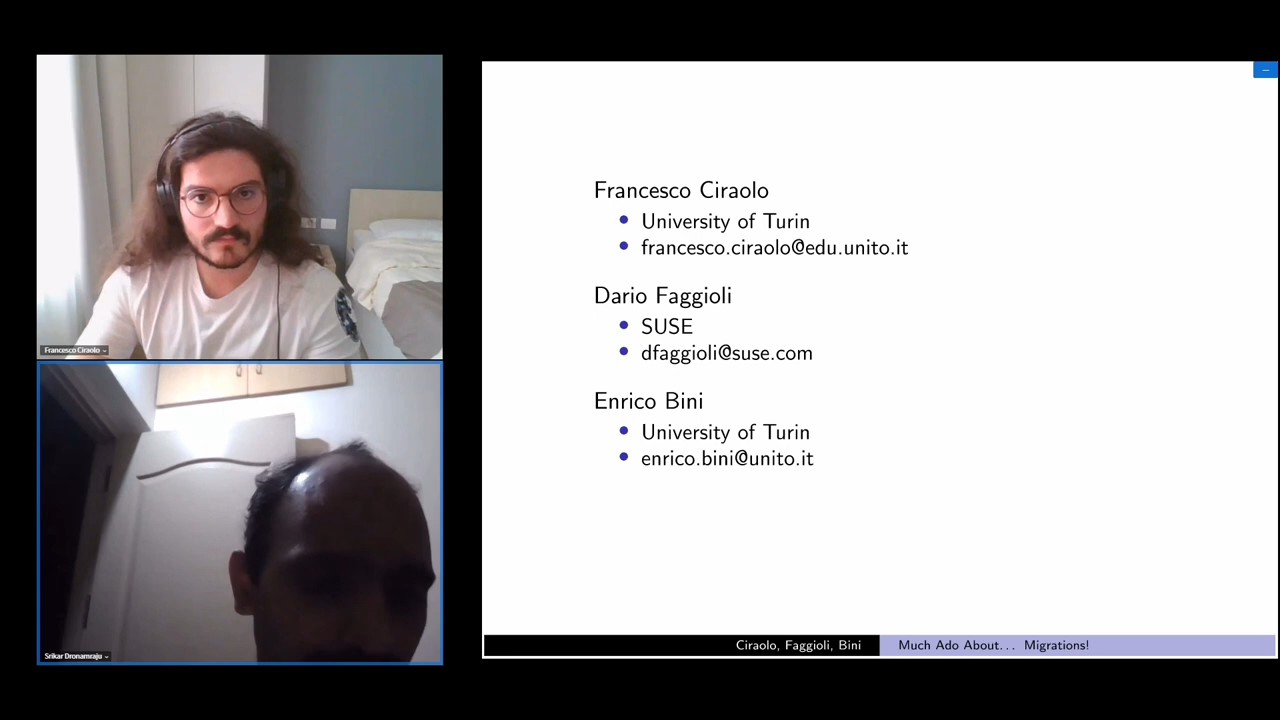 Francesco Ciraolo
Srikar Dronamraju
Francesco Ciraolo
University of Turin
francesco.ciraolo@edu.unito.it
Dario Faggioli
SUSE
dfaggioli@suse.com
Enrico Bini
University of Turin
enrico.bini@unito.it
Ciraolo, Faggioli, Bini
Much Ado About... Migrations!